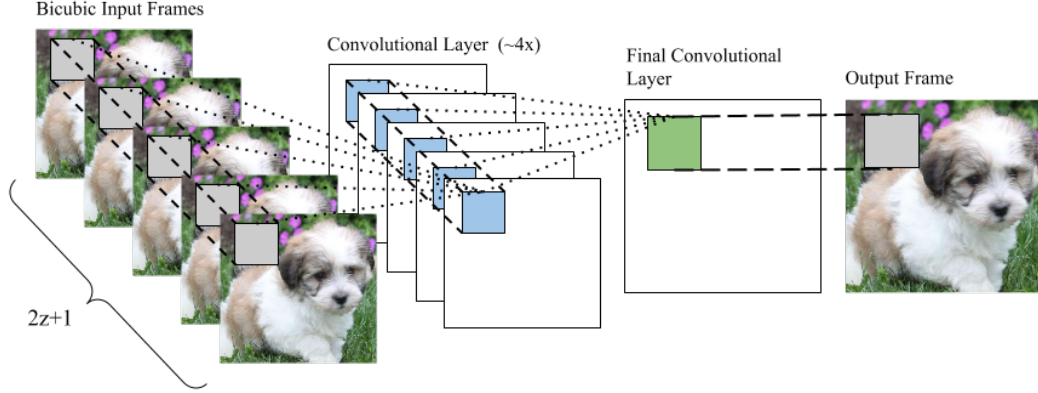 Bicubic Input Frames
Convolutional Layer (~4x)
Final Convolutional
Layer
Output Frame
2z+1